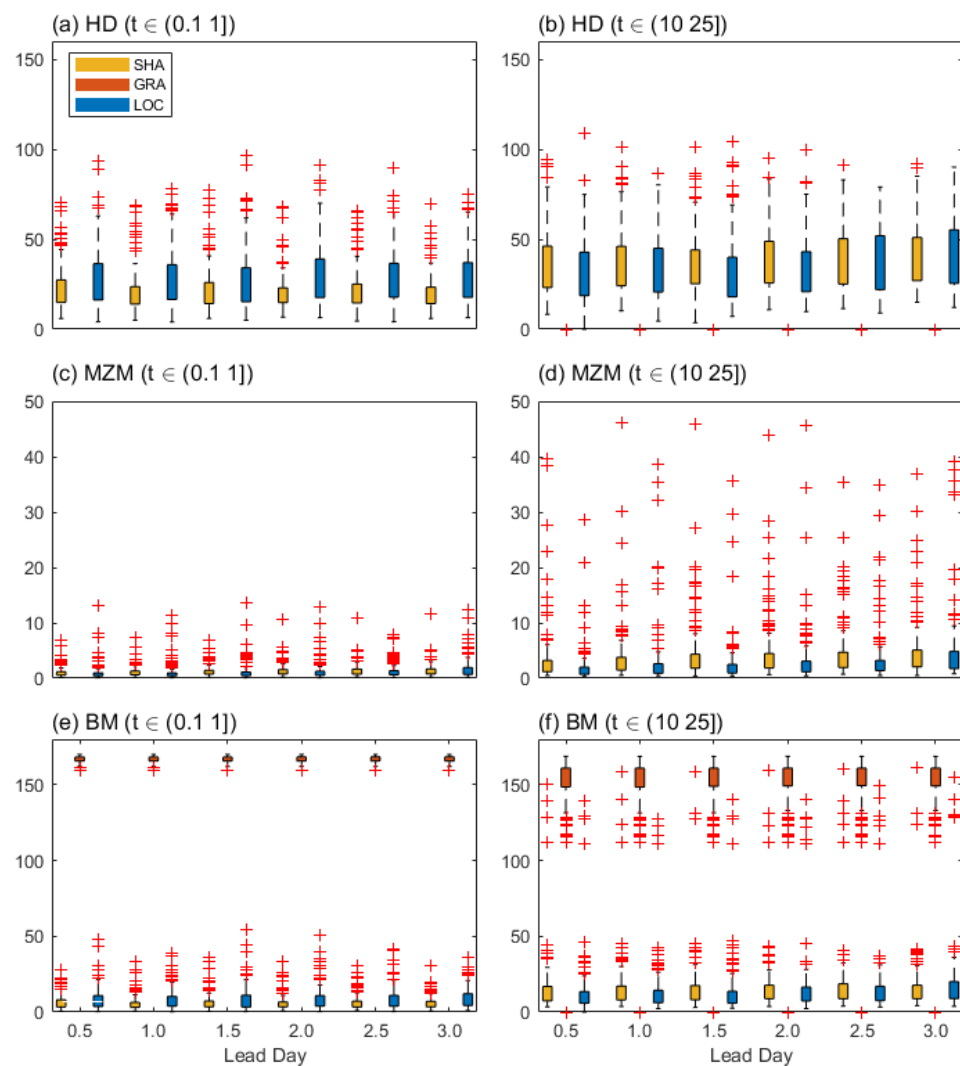 (a) HD (t ∈ (0.1 1])
(b) HD (t ∈ (10 25])
SHA
GRA
LOC
150
100
50
0
150
100
50
0
(c) MZM (t ∈ (0.1 1])
(d) MZM (t ∈ (10 25])
50
40
30
20
10
0
50
40
30
20
10
0
(e) BM (t ∈ (0.1 1])
(f) BM (t ∈ (10 25])
150
100
50
0
150
100
50
0
0.5 1.0 1.5 2.0 2.5 3.0
0.5 1.0 1.5 2.0 2.5 3.0
Lead Day
Lead Day